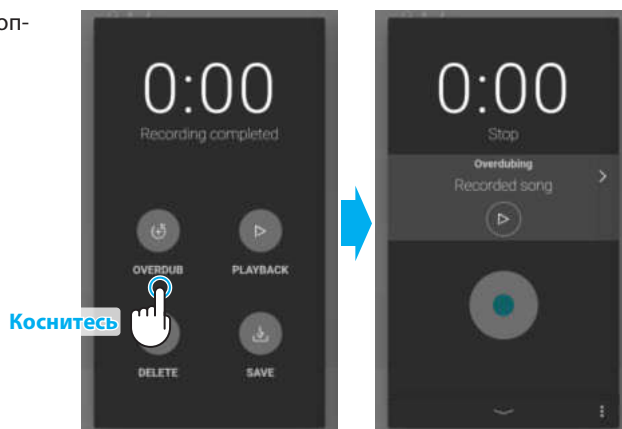 оп-
0:00
Recording completed
OVERDUB
PLAYBACK
Коснитесь
DELETE
SAVE
0:00
Stop
Overdubing
Recorded song